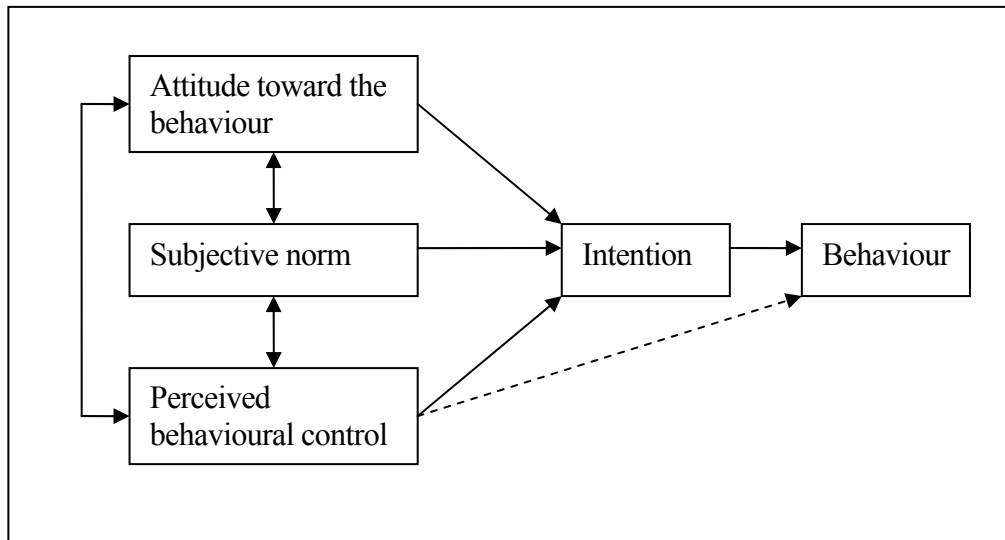 Attitude toward the
behaviour
Subjective norm
Intention
Behaviour
Perceived
behavioural control